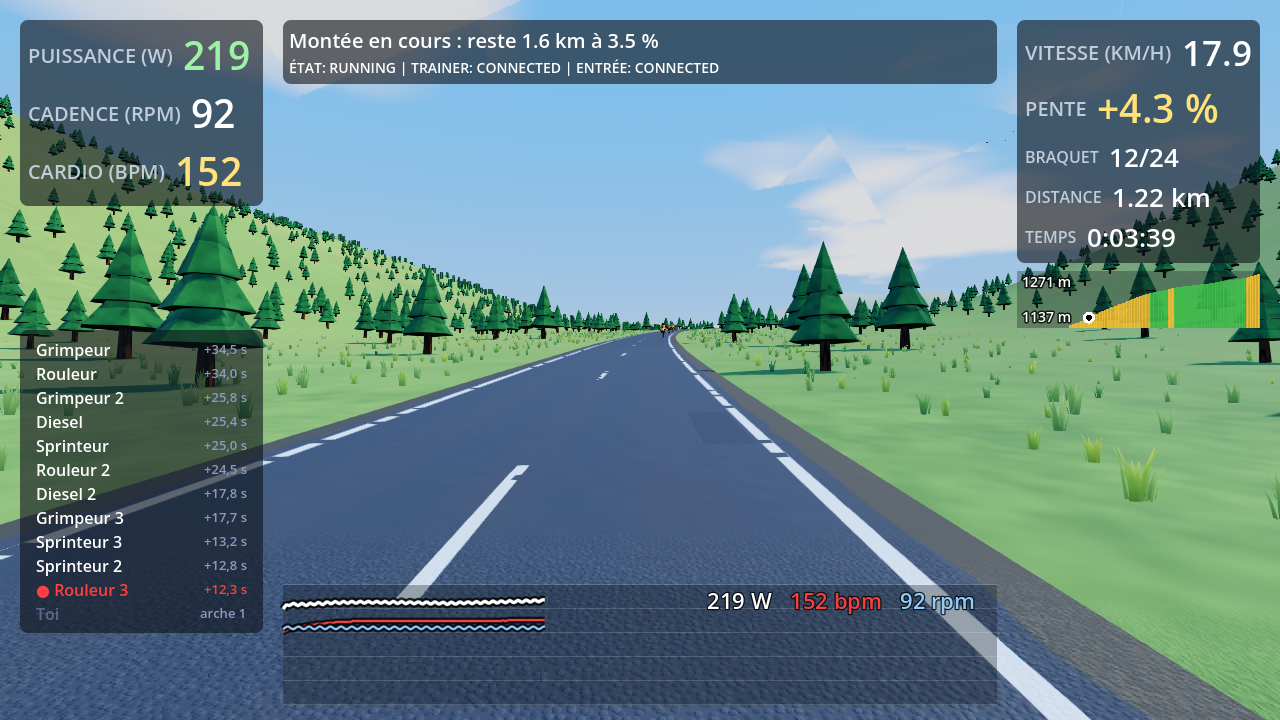 PUISSANCE (W) 219
CADENCE (RPM) 92
CARDIO (BPM) 152
Montée en cours : reste 1.6 km à 3.5 %
ÉTAT: RUNNING | TRAINER: CONNECTED | ENTRÉE: CONNECTED
VITESSE (KM/H) 17.9
PENTE +4.3 %
BRAQUET 12/24
DISTANCE 1.22 km
TEMPS 0:03:39
1271 m
1137 m
Grimpeur +34,5 s
Rouleur +34,0 s
Grimpeur 2 +25,8 s
Diesel +25,4 s
Sprinteur +25,0 s
Rouleur 2 +24,5 s
Diesel 2 +17,8 s
Grimpeur 3 +17,7 s
Sprinteur 3 +13,2 s
Sprinteur 2 +12,8 s
Rouleur 3 +12,3 s
Toi arche 1
219 W 152 bpm 92 rpm